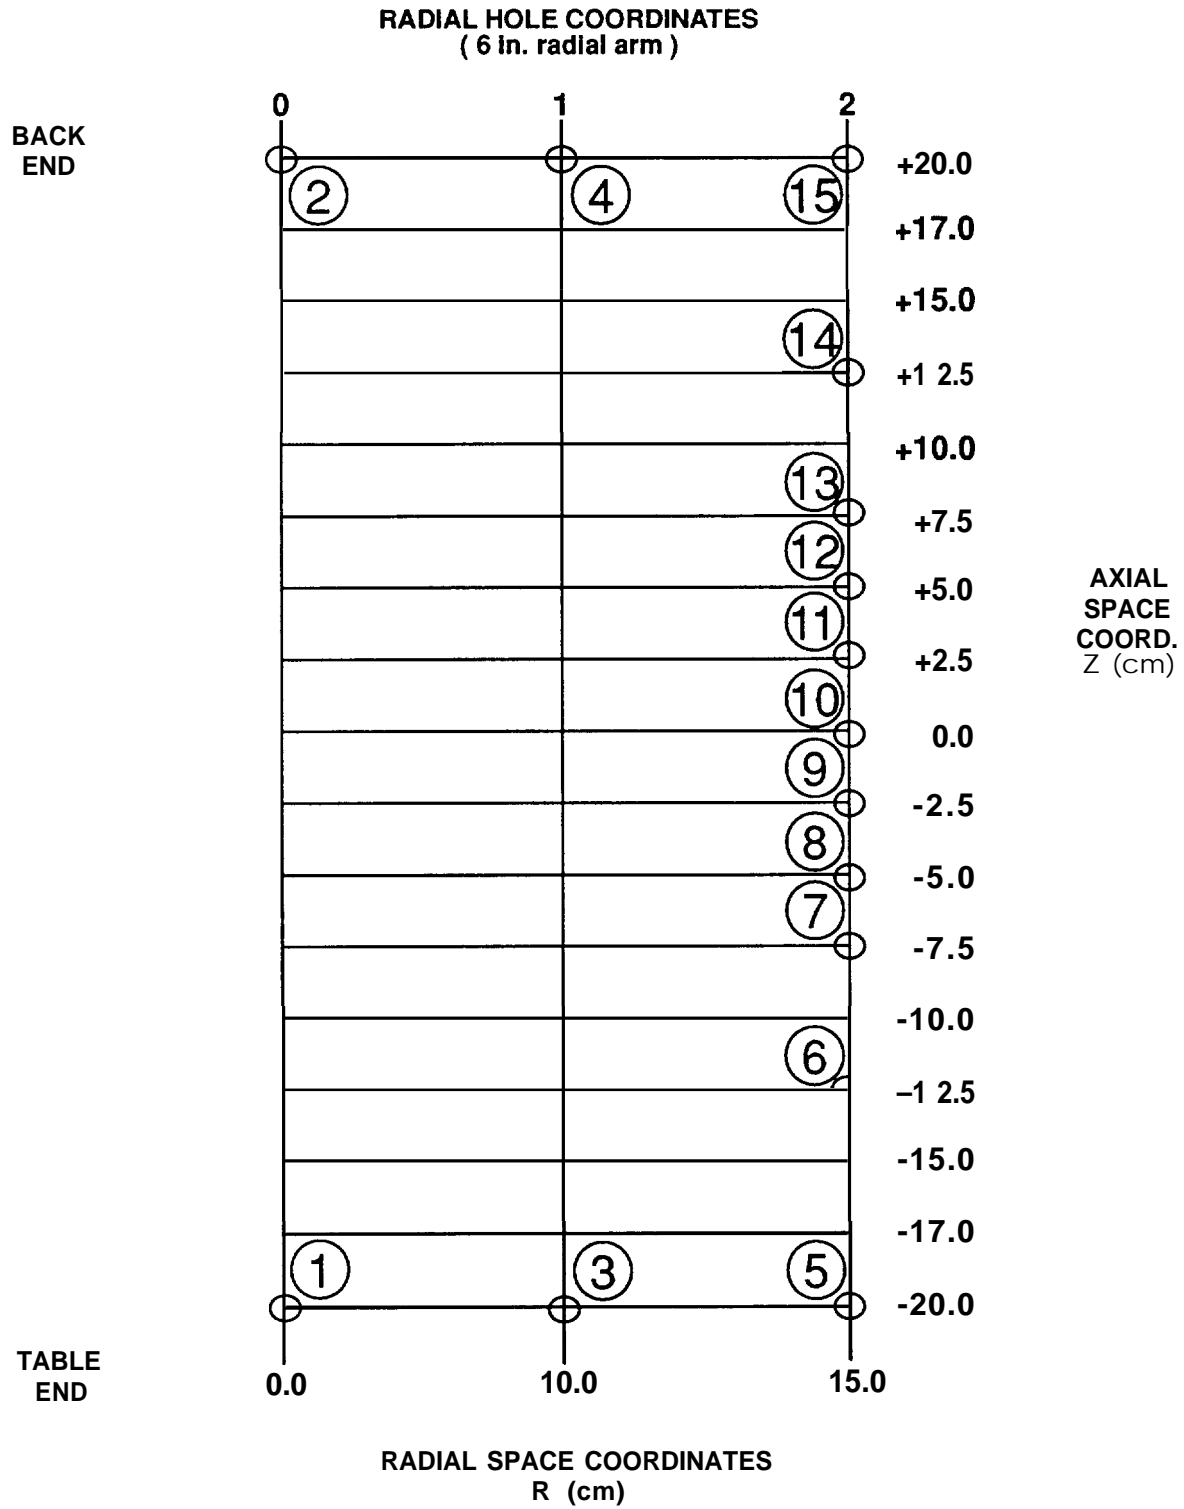 RADIAL HOLE COORDINATES
( 6 in. radial arm )
0 1 2
BACK
END
+20.0
2 4 15
+17.0
+15.0
14
+1 2.5
+10.0
13
+7.5
12
+5.0
AXIAL
SPACE
COORD.
Z (cm)
11
+2.5
10
0.0
9
-2.5
8
-5.0
7
-7.5
-10.0
6
–1 2.5
-15.0
-17.0
1 3 5
-20.0
TABLE
END
0.0 10.0 15.0
RADIAL SPACE COORDINATES
R (cm)